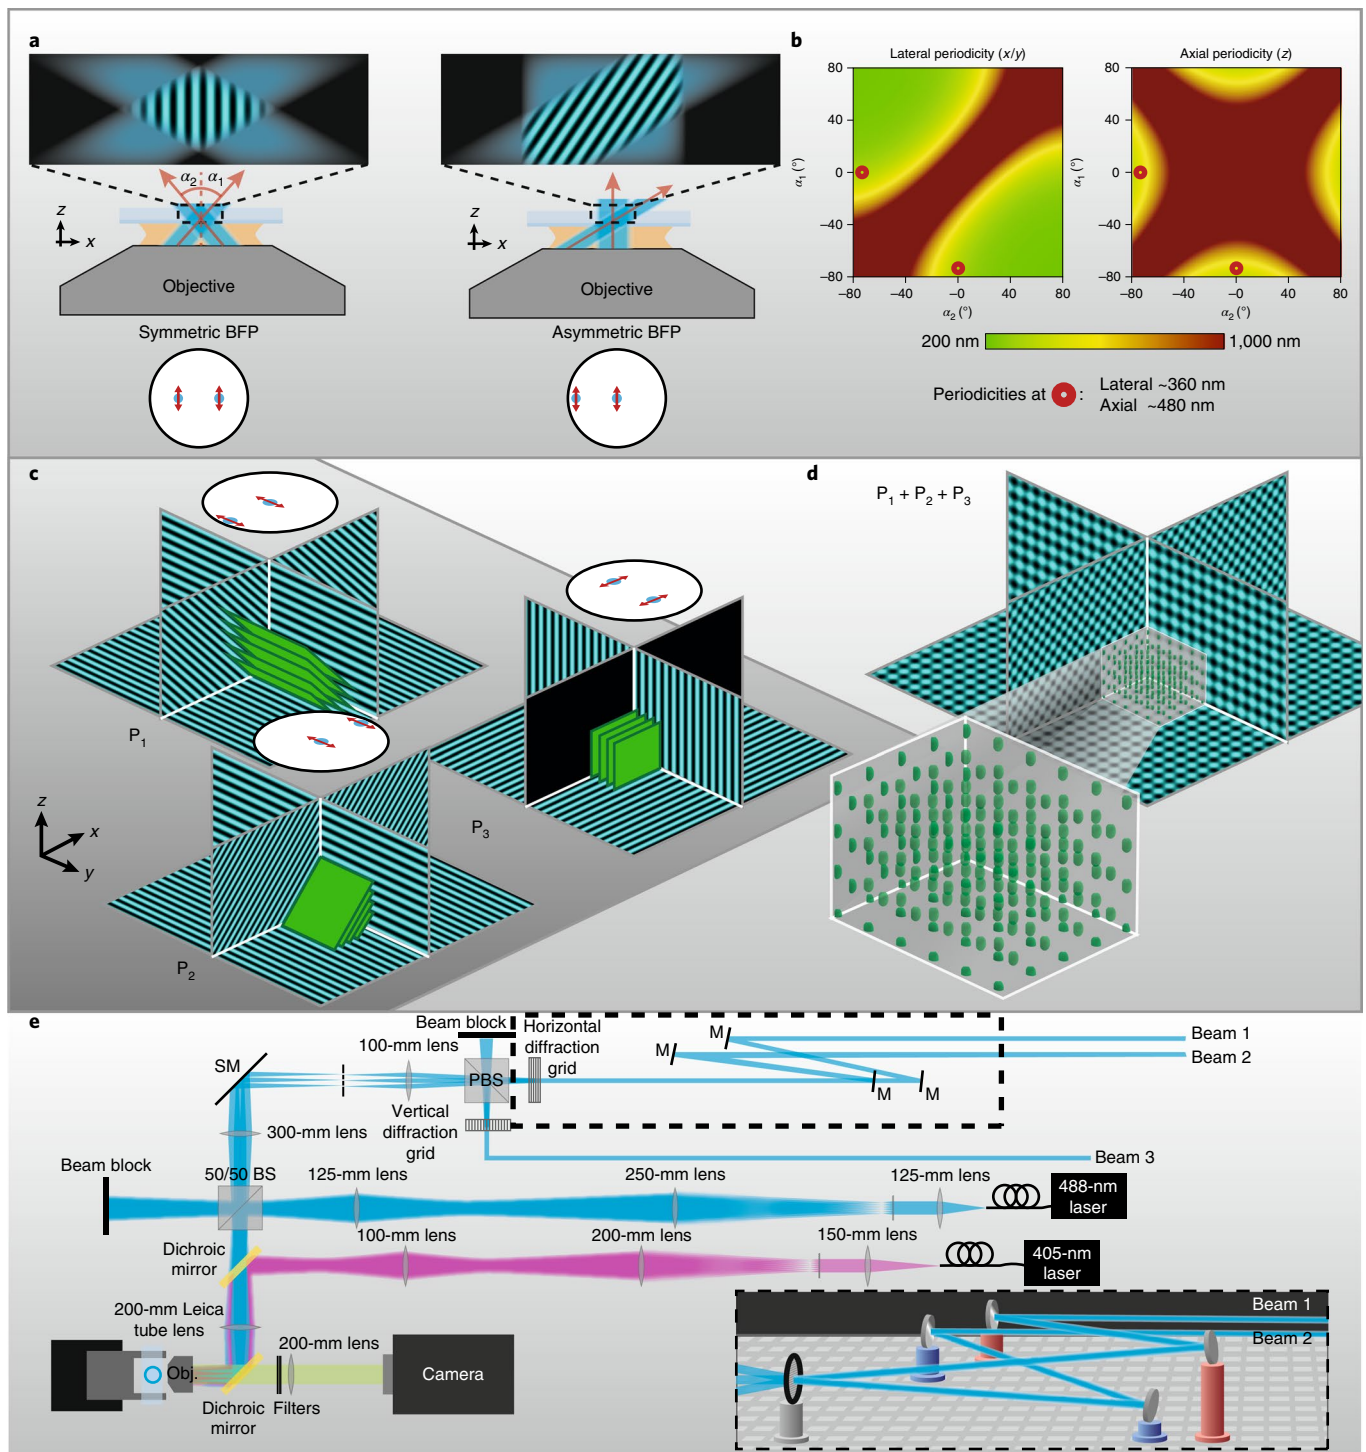 a
α₂ α₁
z
x
Objective
Symmetric BFP
z
x
Objective
Asymmetric BFP
b
Lateral periodicity (x/y)
80
40
0
−40
−80
α₁ (°)
−80 −40 −0 40 80
α₂ (°)
Axial periodicity (z)
80
40
0
−40
−80
α₁ (°)
−80 −40 −0 40 80
α₂ (°)
200 nm
1,000 nm
Periodicities at :
Lateral ~360 nm
Axial ~480 nm
c
P₁
P₂
P₃
z
x
y
d
P₁ + P₂ + P₃
e
Beam block
Horizontal
diffraction
grid
100-mm lens
SM
PBS
M
M
M
M
Beam 1
Beam 2
Vertical
diffraction
grid
300-mm lens
Beam 3
Beam block
50/50 BS
125-mm lens
250-mm lens
125-mm lens
488-nm
laser
100-mm lens
200-mm lens
150-mm lens
Dichroic
mirror
405-nm
laser
200-mm Leica
tube lens
200-mm lens
Obj.
Camera
Dichroic
mirror
Filters
Beam 1
Beam 2